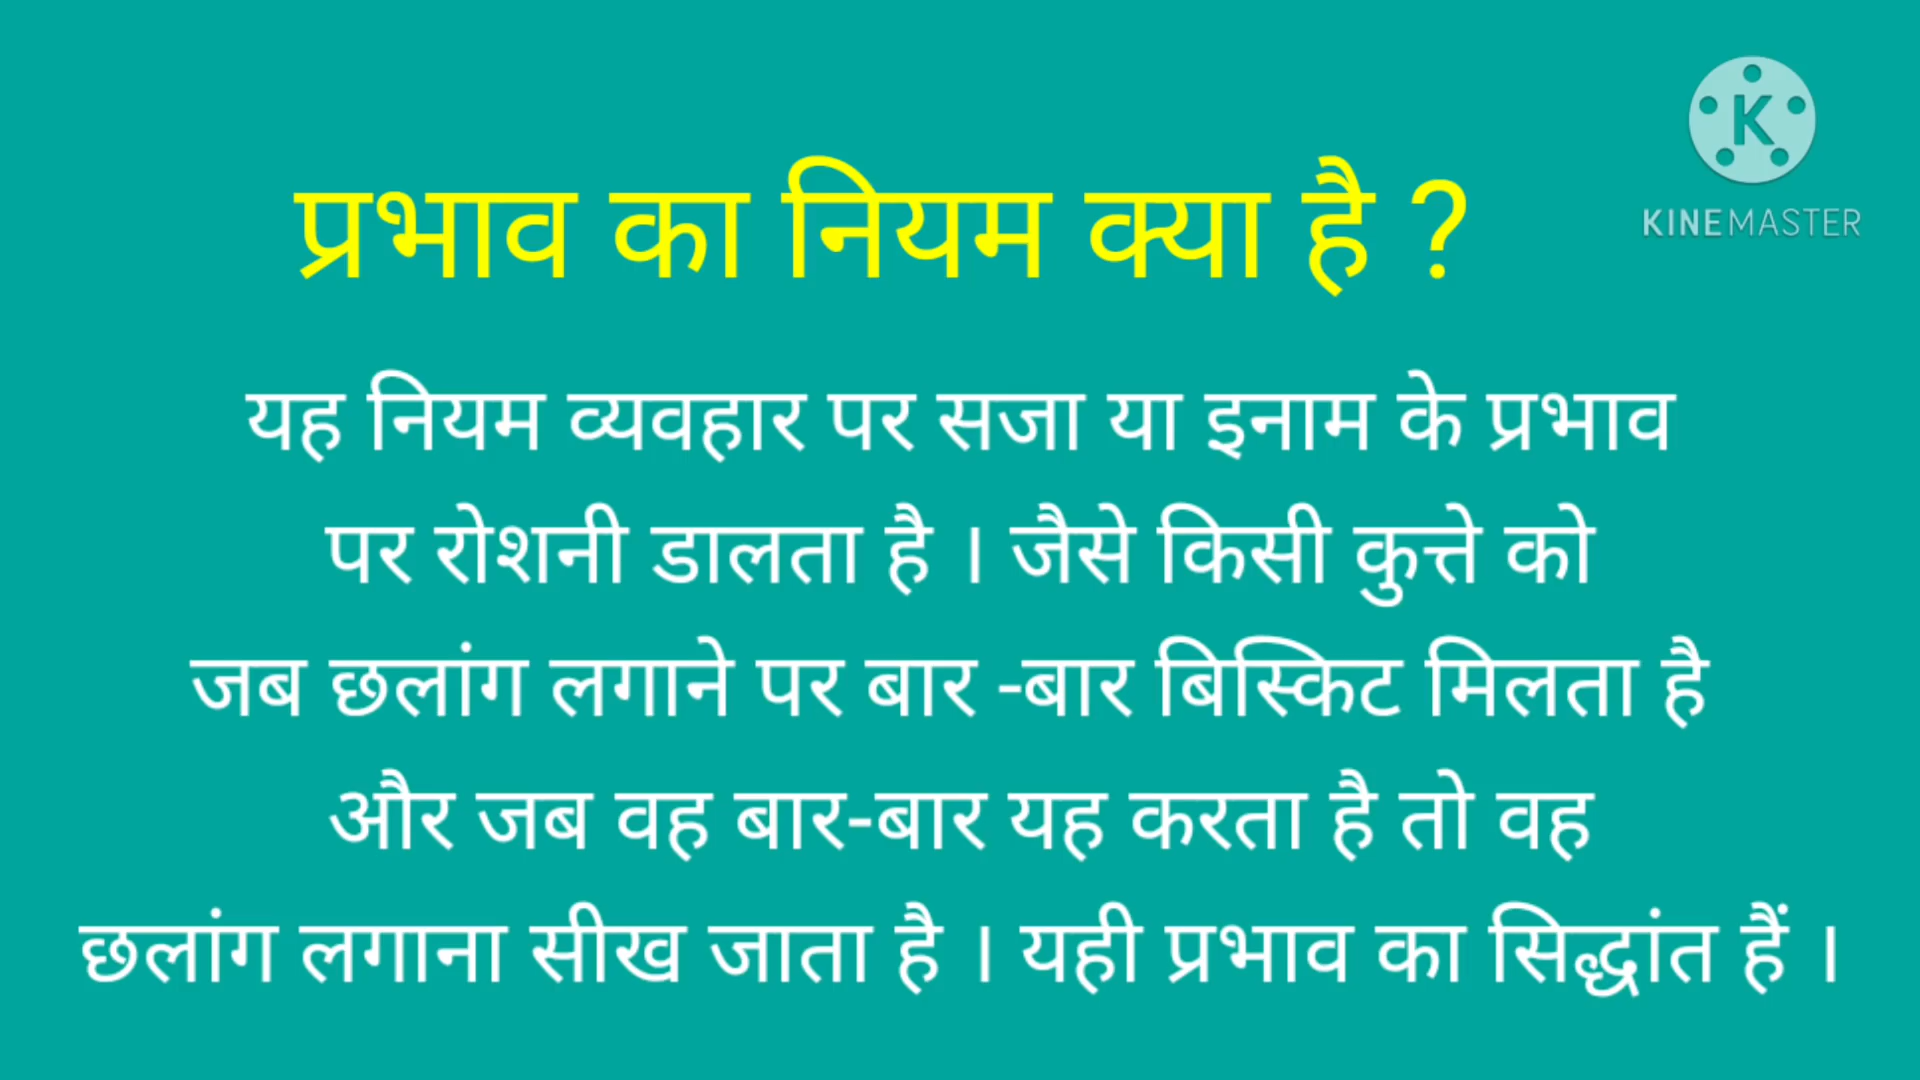 K
KINEMASTER
प्रभाव का नियम क्या है ?
यह नियम व्यवहार पर सजा या इनाम के प्रभाव
पर रोशनी डालता है । जैसे किसी कुत्ते को
जब छलांग लगाने पर बार -बार बिस्किट मिलता है
और जब वह बार-बार यह करता है तो वह
छलांग लगाना सीख जाता है । यही प्रभाव का सिद्धांत हैं ।